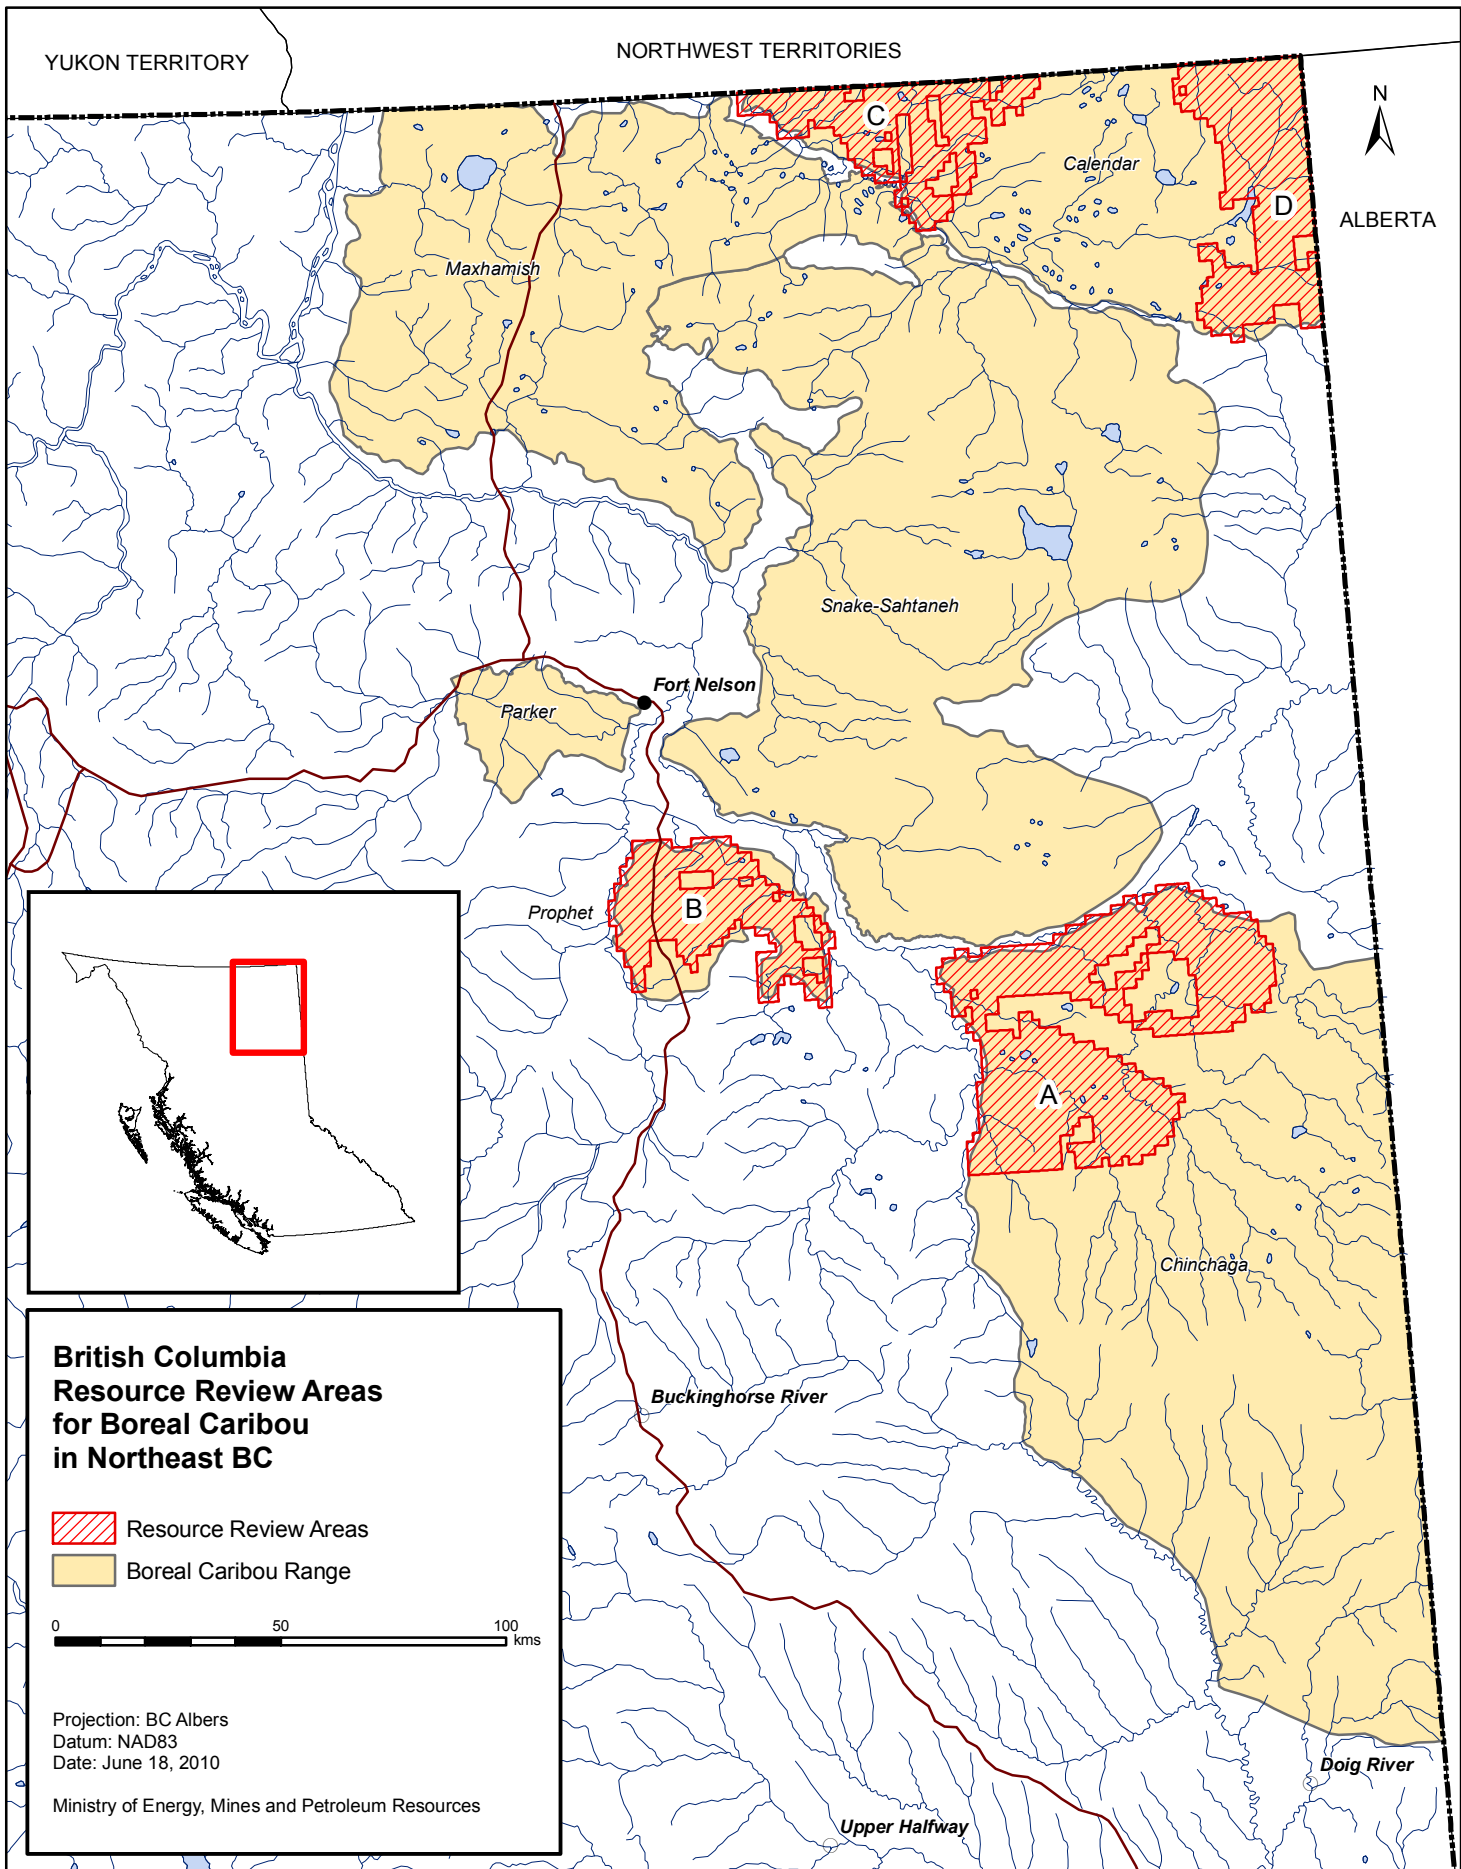 YUKON TERRITORY
NORTHWEST TERRITORIES
N
C
Calendar
D
ALBERTA
Maxhamish
Snake-Sahtaneh
Fort Nelson
Parker
B
Prophet
A
Chinchaga
Buckinghorse River
Doig River
Upper Halfway
British Columbia
Resource Review Areas
for Boreal Caribou
in Northeast BC
Resource Review Areas
Boreal Caribou Range
0 50 100
kms
Projection: BC Albers
Datum: NAD83
Date: June 18, 2010
Ministry of Energy, Mines and Petroleum Resources